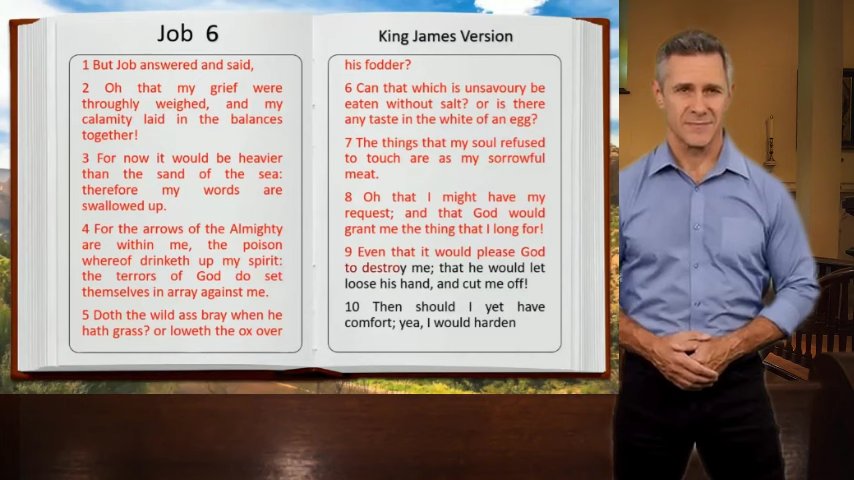 Job 6
1 But Job answered and said,
2 Oh that my grief were
throughly weighed, and my
calamity laid in the balances
together!
3 For now it would be heavier
than the sand of the sea:
therefore my words are
swallowed up.
4 For the arrows of the Almighty
are within me, the poison
whereof drinketh up my spirit:
the terrors of God do set
themselves in array against me.
5 Doth the wild ass bray when he
hath grass? or loweth the ox over
King James Version
his fodder?
6 Can that which is unsavoury be
eaten without salt? or is there
any taste in the white of an egg?
7 The things that my soul refused
to touch are as my sorrowful
meat.
8 Oh that I might have my
request; and that God would
grant me the thing that I long for!
9 Even that it would please God
to destroy me; that he would let
loose his hand, and cut me off!
10 Then should I yet have
comfort; yea, I would harden